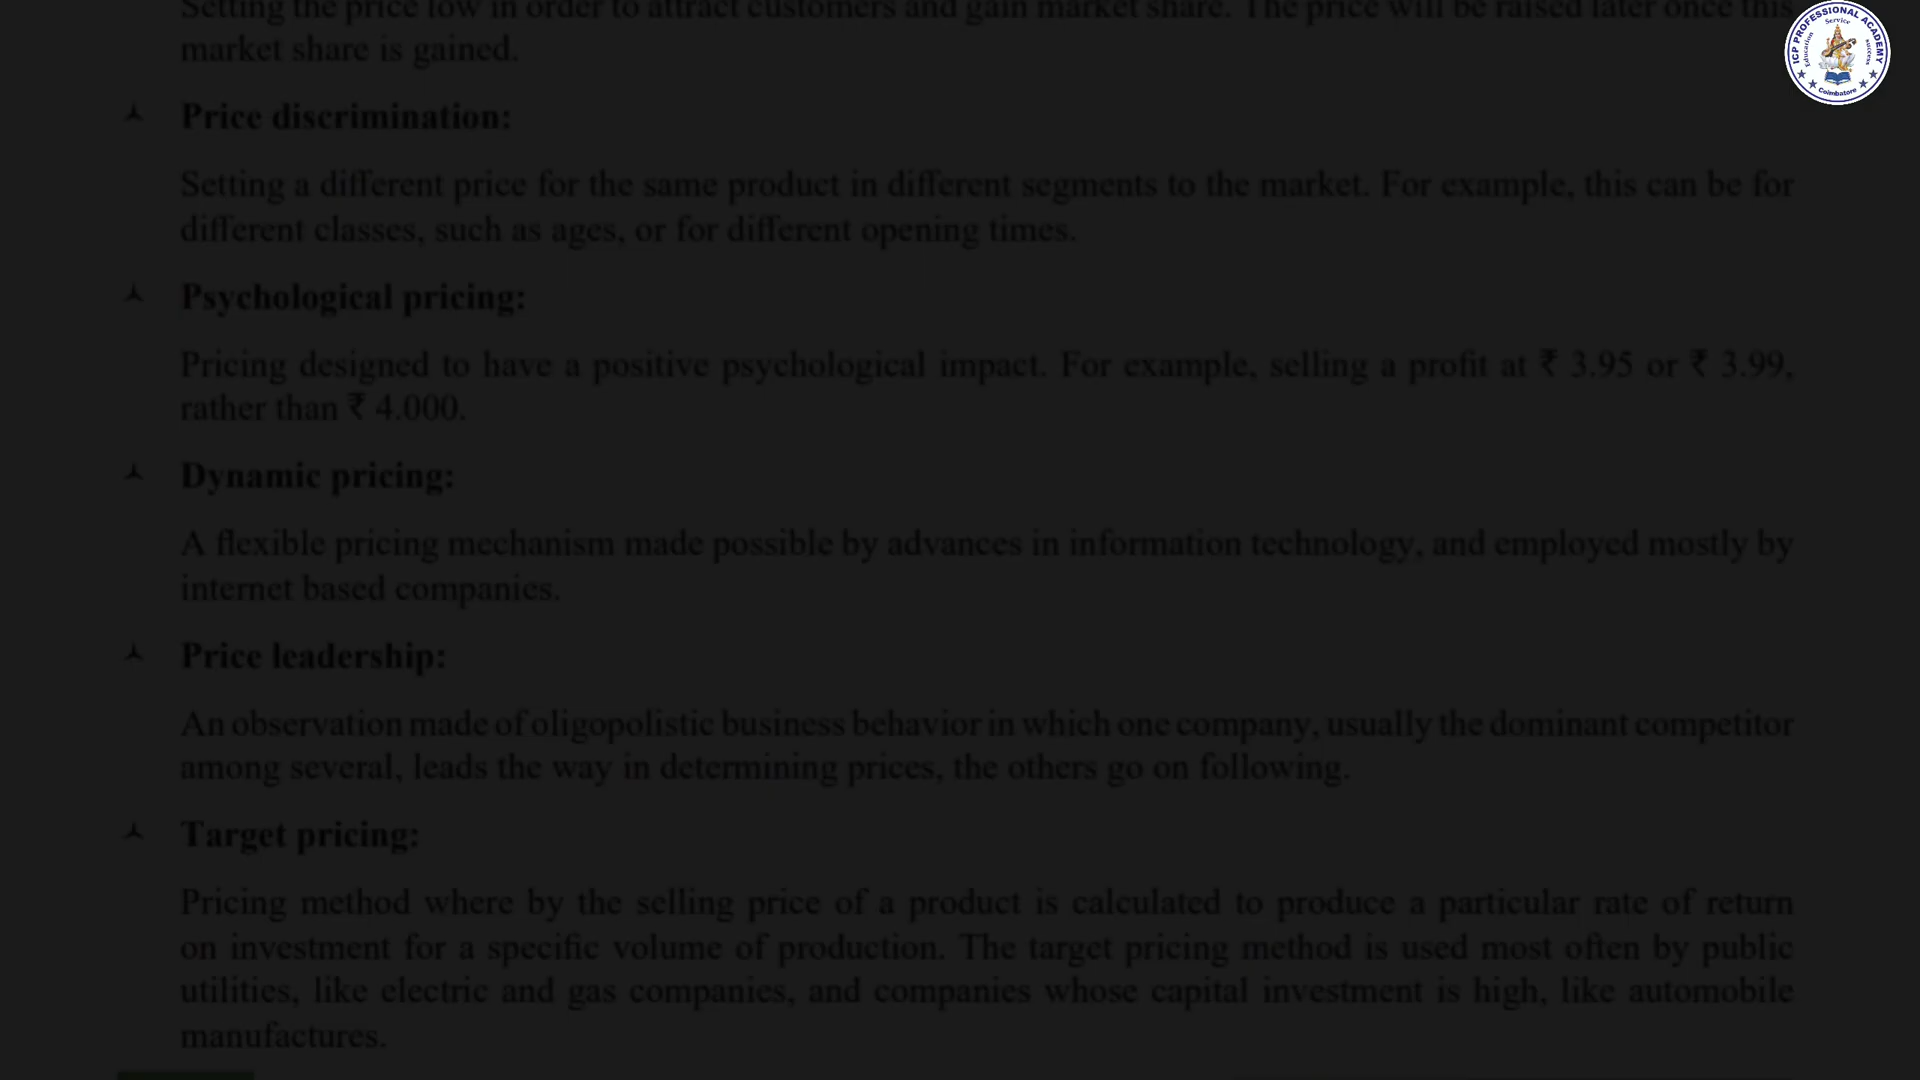 Setting the price low in order to attract customers and gain market share. The price will be raised later once this
market share is gained.
Price discrimination:
Setting a different price for the same product in different segments to the market. For example, this can be for
different classes, such as ages, or for different opening times.
Psychological pricing:
Pricing designed to have a positive psychological impact. For example, selling a profit at ₹ 3.95 or ₹ 3.99,
rather than ₹ 4.000.
Dynamic pricing:
A flexible pricing mechanism made possible by advances in information technology, and employed mostly by
internet based companies.
Price leadership:
An observation made of oligopolistic business behavior in which one company, usually the dominant competitor
among several, leads the way in determining prices, the others go on following.
Target pricing:
Pricing method where by the selling price of a product is calculated to produce a particular rate of return
on investment for a specific volume of production. The target pricing method is used most often by public
utilities, like electric and gas companies, and companies whose capital investment is high, like automobile
manufactures.
ICP PROFESSIONAL ACADEMY
Service
Education
success
Coimbatore